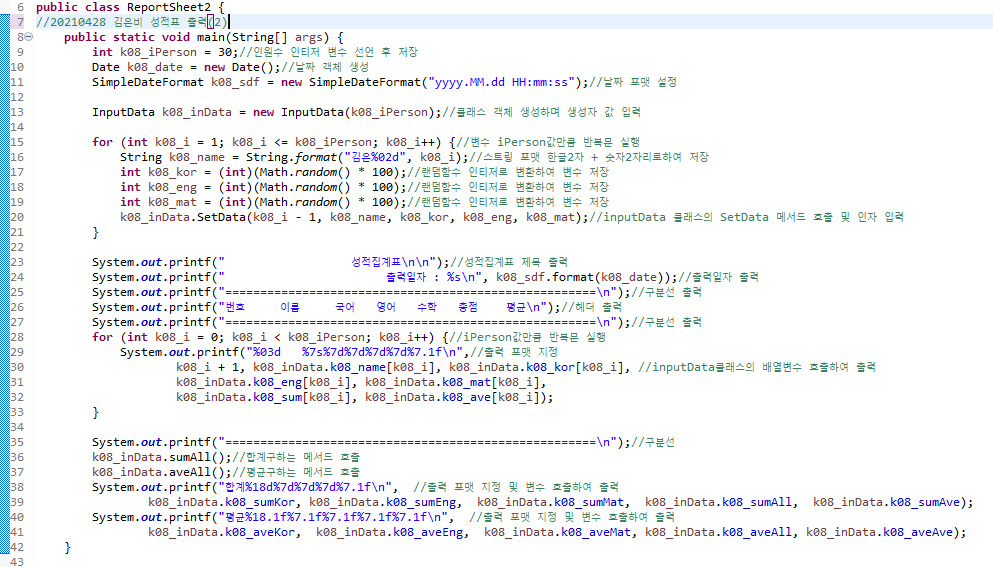 6 public class ReportSheet2 {
7 //20210428 김은비 성적표 출력(2)
8 public static void main(String[] args) {
9 int k08_iPerson = 30;//인원수 인티저 변수 선언 후 저장
10 Date k08_date = new Date();//날짜 객체 생성
11 SimpleDateFormat k08_sdf = new SimpleDateFormat("yyyy.MM.dd HH:mm:ss");//날짜 포맷 설정
12
13 InputData k08_inData = new InputData(k08_iPerson);//클래스 객체 생성하며 생성자 값 입력
14
15 for (int k08_i = 1; k08_i <= k08_iPerson; k08_i++) {//변수 iPerson값만큼 반복문 실행
16 String k08_name = String.format("김은%02d", k08_i);//스트링 포맷 한글2자 + 숫자2자리로하여 저장
17 int k08_kor = (int)(Math.random() * 100);//랜덤함수 인티저로 변환하여 변수 저장
18 int k08_eng = (int)(Math.random() * 100);//랜덤함수 인티저로 변환하여 변수 저장
19 int k08_mat = (int)(Math.random() * 100);//랜덤함수 인티저로 변환하여 변수 저장
20 k08_inData.SetData(k08_i - 1, k08_name, k08_kor, k08_eng, k08_mat);//inputData 클래스의 SetData 메서드 호출 및 인자 입력
21 }
22
23 System.out.printf("                  성적집계표\n\n");//성적집계표 제목 출력
24 System.out.printf("                       출력일자 : %s\n", k08_sdf.format(k08_date));//출력일자 출력
25 System.out.printf("=====================================================\n");//구분선 출력
26 System.out.printf("번호     이름     국어   영어   수학   총점    평균\n");//헤더 출력
27 System.out.printf("=====================================================\n");//구분선 출력
28 for (int k08_i = 0; k08_i < k08_iPerson; k08_i++) {//iPerson값만큼 반복문 실행
29 System.out.printf("%03d   %7s%7d%7d%7d%7d%7.1f\n",//출력 포맷 지정
30 k08_i + 1, k08_inData.k08_name[k08_i], k08_inData.k08_kor[k08_i], //inputData클래스의 배열변수 호출하여 출력
31 k08_inData.k08_eng[k08_i], k08_inData.k08_mat[k08_i],
32 k08_inData.k08_sum[k08_i], k08_inData.k08_ave[k08_i]);
33 }
34
35 System.out.printf("=====================================================\n");//구분선
36 k08_inData.sumAll();//합계구하는 메서드 호출
37 k08_inData.aveAll();//평균구하는 메서드 호출
38 System.out.printf("합계%18d%7d%7d%7d%7.1f\n",  //출력 포맷 지정 및 변수 호출하여 출력
39 k08_inData.k08_sumKor, k08_inData.k08_sumEng,  k08_inData.k08_sumMat,  k08_inData.k08_sumAll,  k08_inData.k08_sumAve);
40 System.out.printf("평균%18.1f%7.1f%7.1f%7.1f%7.1f\n",  //출력 포맷 지정 및 변수 호출하여 출력
41 k08_inData.k08_aveKor,  k08_inData.k08_aveEng,  k08_inData.k08_aveMat, k08_inData.k08_aveAll, k08_inData.k08_aveAve);
42 }
43